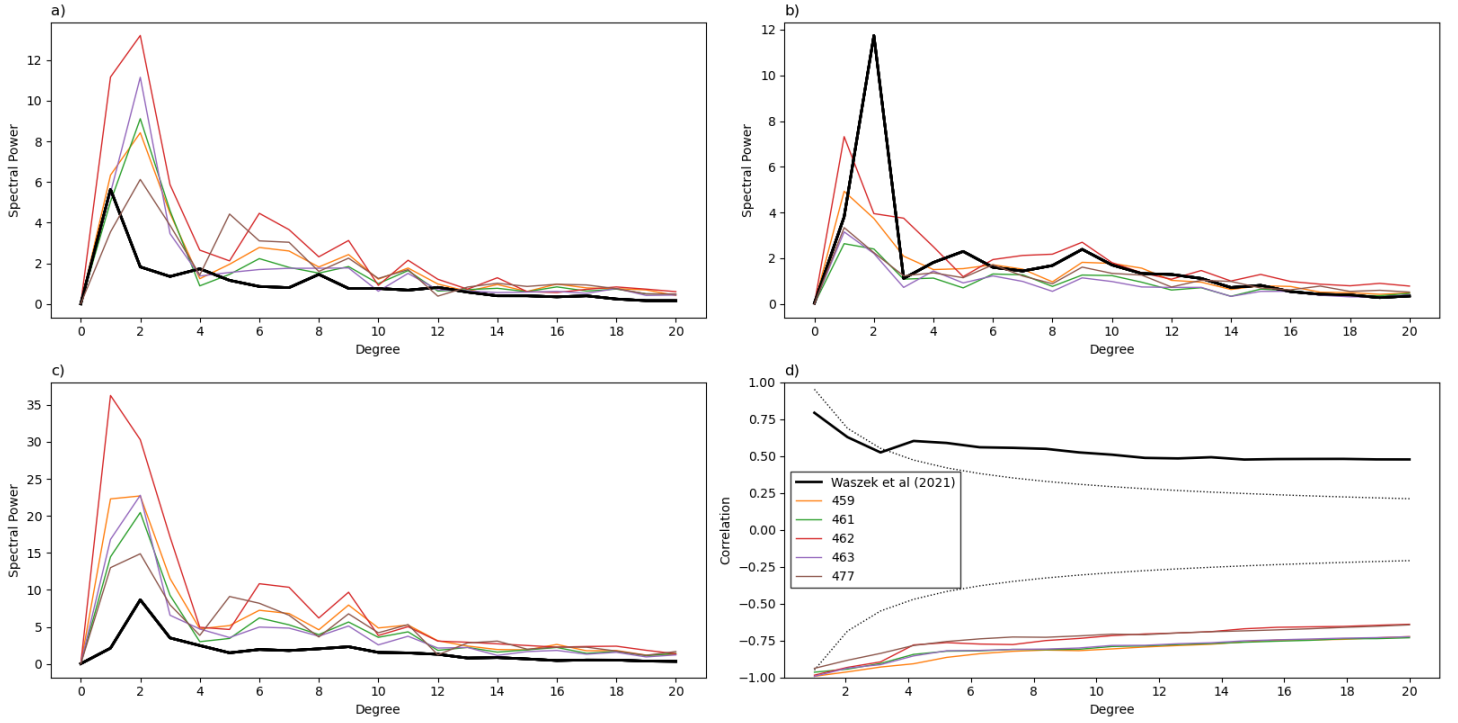 a)
12
10
8
6
4
2
0
Spectral Power
0 2 4 6 8 10 12 14 16 18 20
Degree
b)
12
10
8
6
4
2
0
Spectral Power
0 2 4 6 8 10 12 14 16 18 20
Degree
c)
35
30
25
20
15
10
5
0
Spectral Power
0 2 4 6 8 10 12 14 16 18 20
Degree
d)
1.00
0.75
0.50
0.25
0.00
−0.25
−0.50
−0.75
−1.00
Correlation
Waszek et al (2021)
459
461
462
463
477
2 4 6 8 10 12 14 16 18 20
Degree